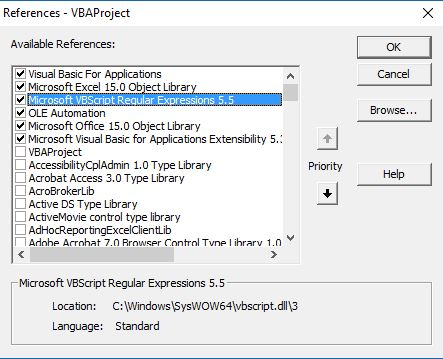 References - VBAProject
Available References:
OK
Visual Basic For Applications
Microsoft Excel 15.0 Object Library
Cancel
Microsoft VBScript Regular Expressions 5.5
OLE Automation
Browse...
Microsoft Office 15.0 Object Library
Microsoft Visual Basic for Applications Extensibility 5.3
VBAProject
AccessibilityCplAdmin 1.0 Type Library
Priority
Help
Acrobat Access 3.0 Type Library
AcroBrokerLib
Active DS Type Library
ActiveMovie control type library
AdHocReportingExcelClientLib
Adobe Acrobat 7.0 Browser Control Type Library 1.0
Microsoft VBScript Regular Expressions 5.5
Location: C:\Windows\SysWOW64\vbscript.dll\3
Language: Standard